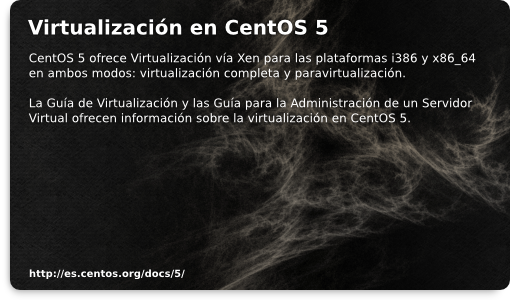 Virtualización en CentOS 5
CentOS 5 ofrece Virtualización vía Xen para las plataformas i386 y x86_64
en ambos modos: virtualización completa y paravirtualización.
La Guía de Virtualización y las Guía para la Administración de un Servidor
Virtual ofrecen información sobre la virtualización en CentOS 5.
http://es.centos.org/docs/5/